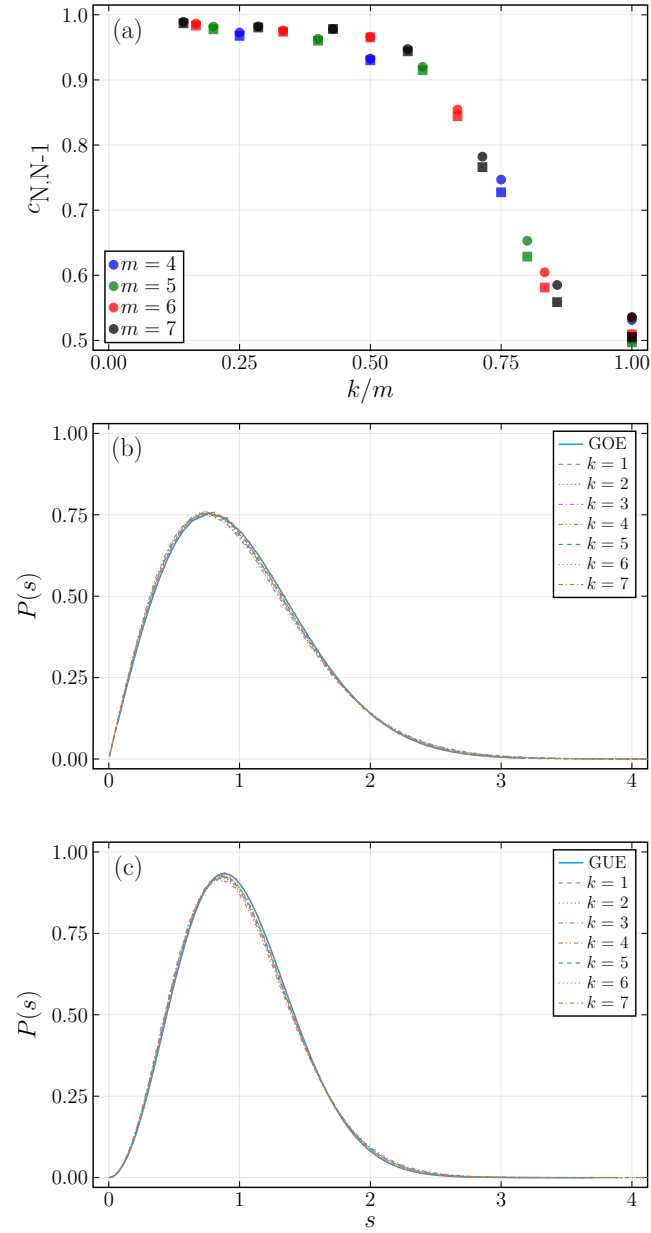 (a)
1.0
0.9
0.8
0.7
0.6
0.5
c_{N,N-1}
m = 4
m = 5
m = 6
m = 7
0.00 0.25 0.50 0.75 1.00
k/m
(b)
1.00
0.75
0.50
0.25
0.00
P(s)
GOE
k = 1
k = 2
k = 3
k = 4
k = 5
k = 6
k = 7
0 1 2 3 4
(c)
1.00
0.75
0.50
0.25
0.00
P(s)
GUE
k = 1
k = 2
k = 3
k = 4
k = 5
k = 6
k = 7
0 1 2 3 4
s